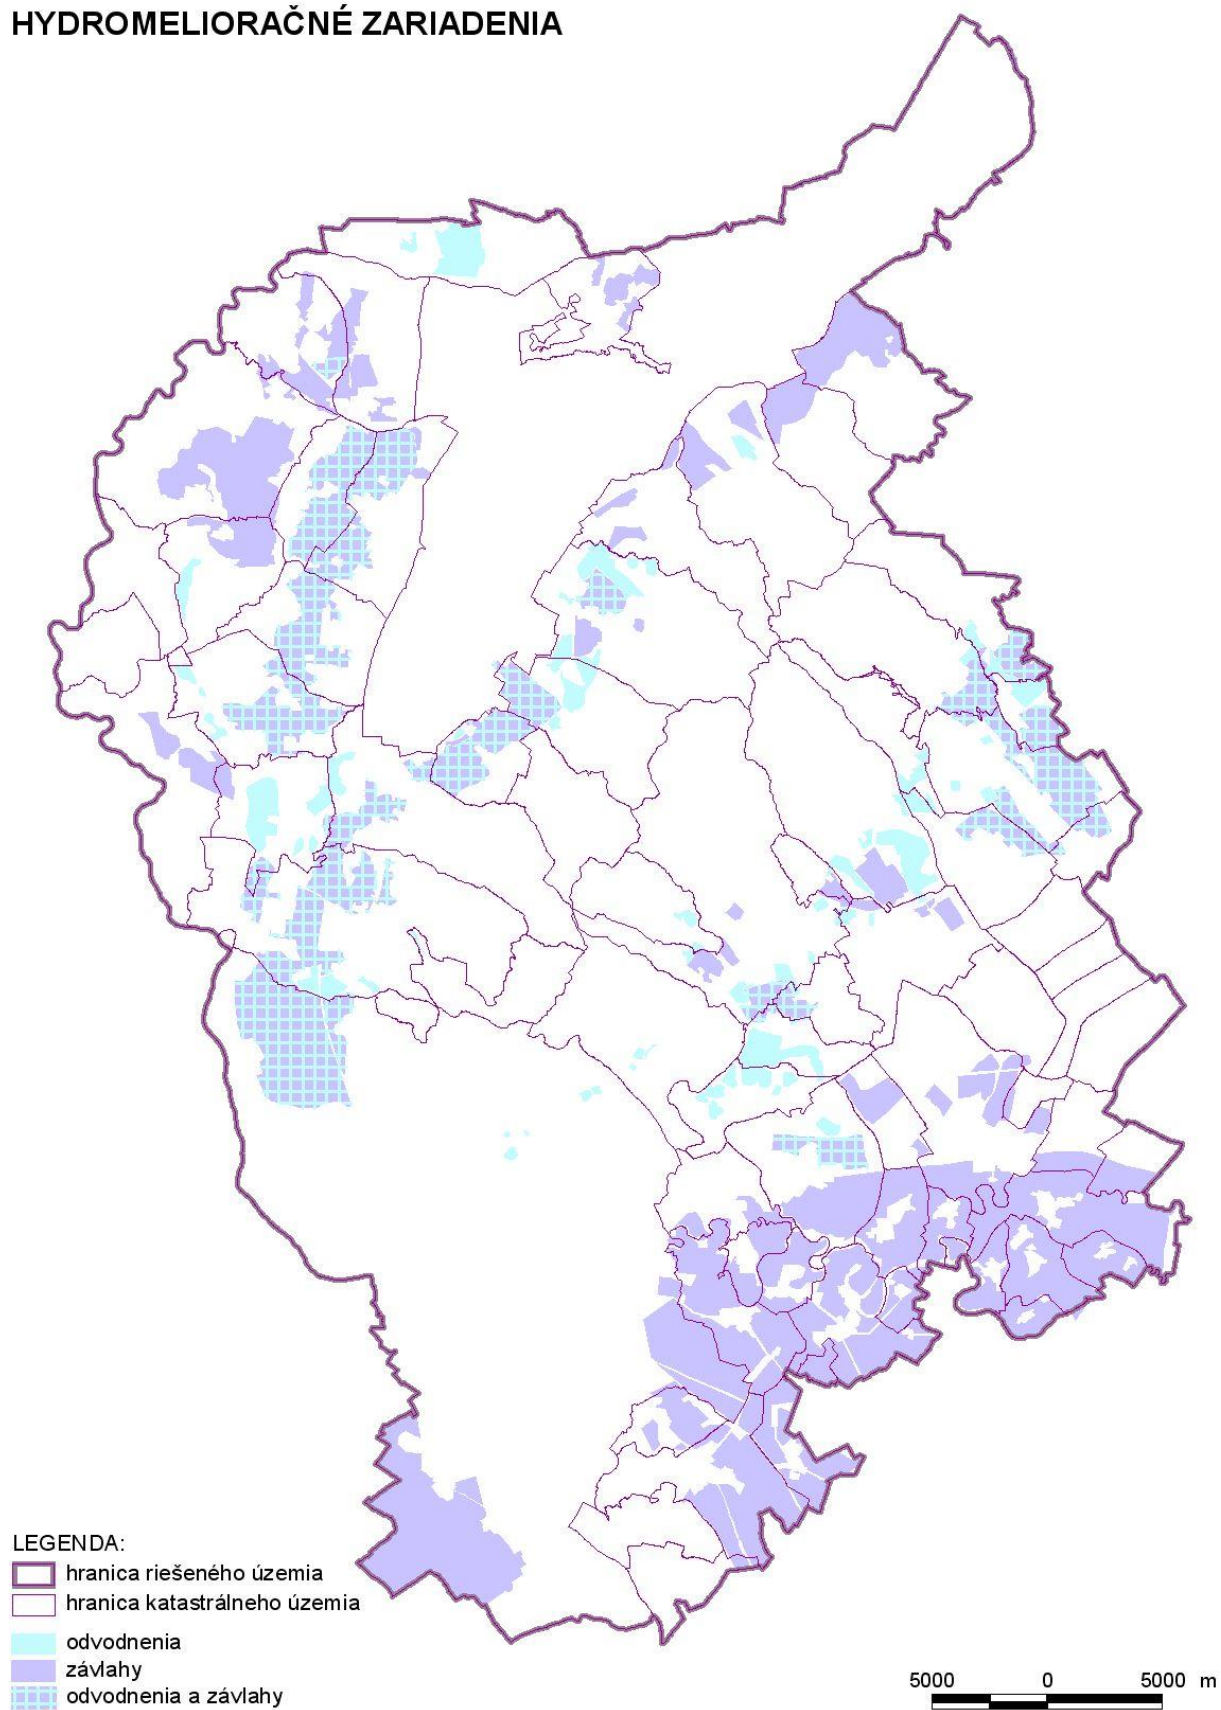 HYDROMELIORAČNÉ ZARIADENIA
LEGENDA:
hranica riešeného územia
hranica katastrálneho územia
odvodnenia
závlahy
odvodnenia a závlahy
5000 0 5000 m